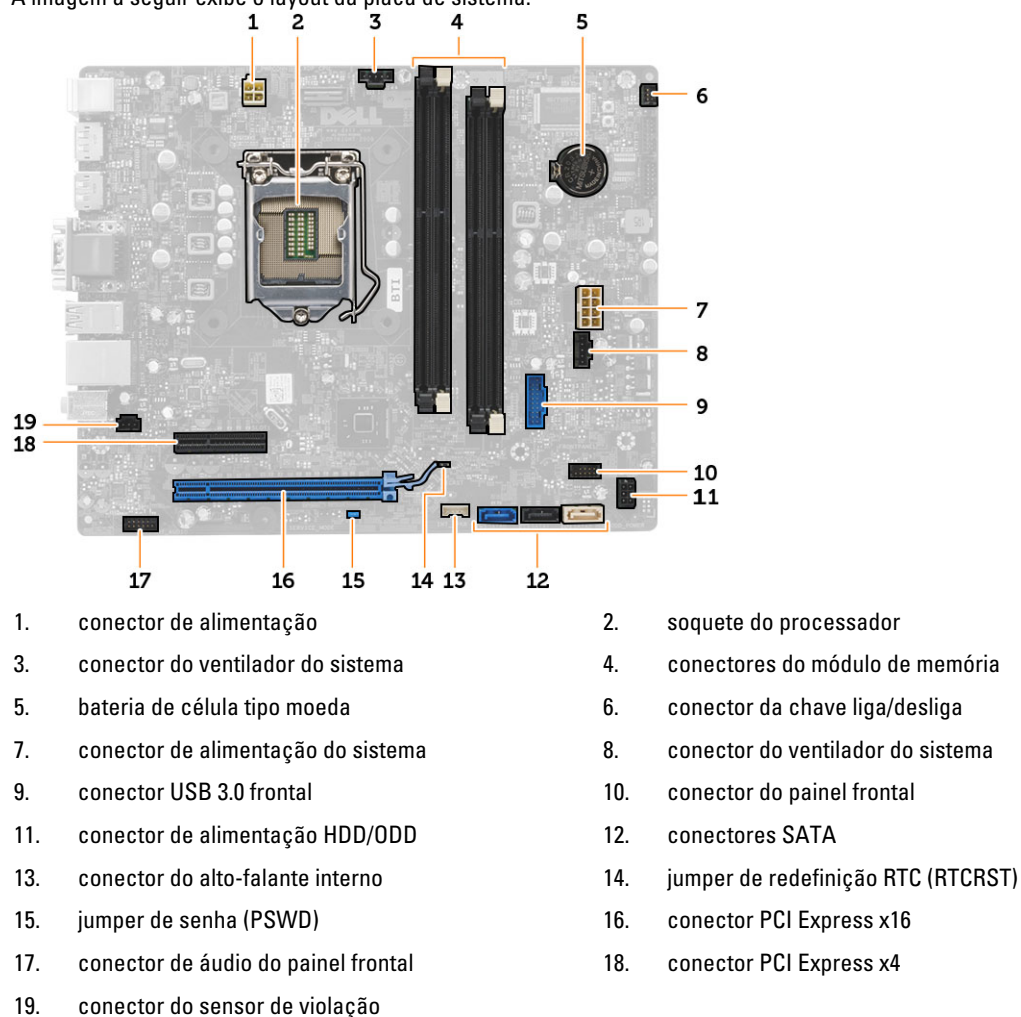 A imagem a seguir exibe o layout da placa de sistema.
1 2 3 4 5
6
DELL
BTI
7
8
9
19
18
10
11
17 16 15 14 13 12
1. conector de alimentação
2. soquete do processador
3. conector do ventilador do sistema
4. conectores do módulo de memória
5. bateria de célula tipo moeda
6. conector da chave liga/desliga
7. conector de alimentação do sistema
8. conector do ventilador do sistema
9. conector USB 3.0 frontal
10. conector do painel frontal
11. conector de alimentação HDD/ODD
12. conectores SATA
13. conector do alto-falante interno
14. jumper de redefinição RTC (RTCRST)
15. jumper de senha (PSWD)
16. conector PCI Express x16
17. conector de áudio do painel frontal
18. conector PCI Express x4
19. conector do sensor de violação